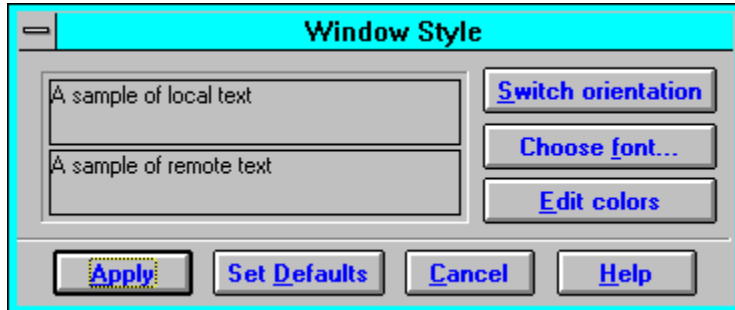 Window Style
A sample of local text
A sample of remote text
Switch orientation
Choose font...
Edit colors
Apply Set Defaults Cancel Help